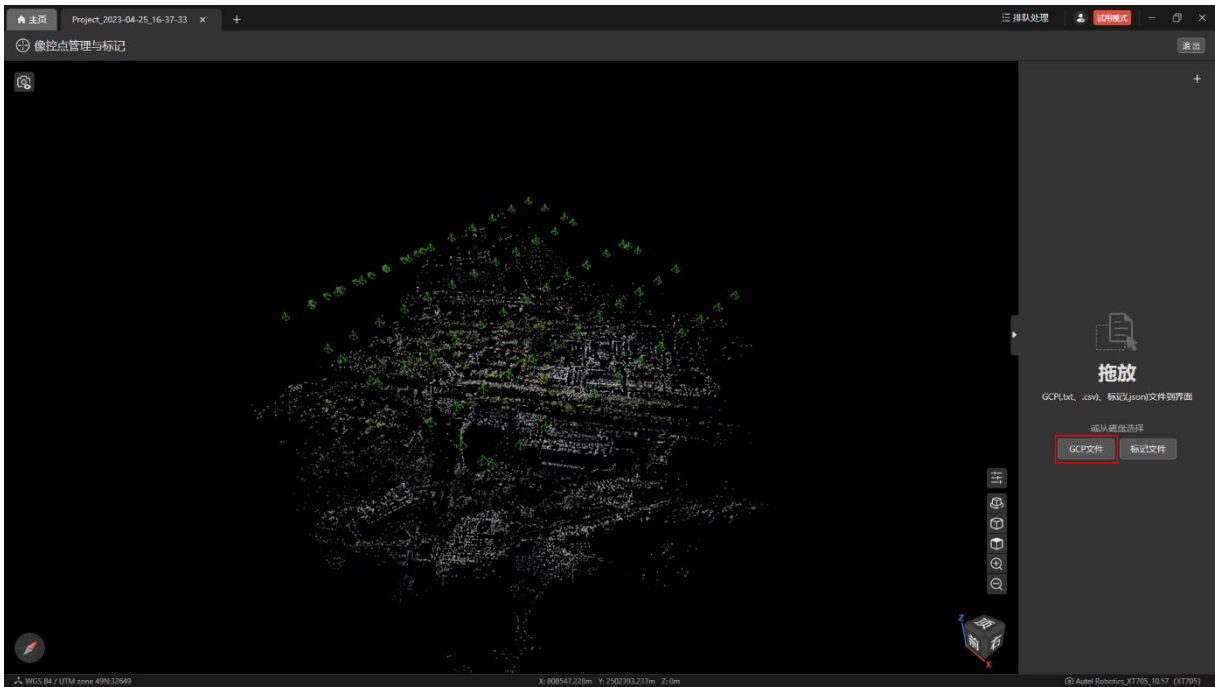 主页 Project_2023-04-25_16-37-33 × + 排队处理 试用模式
像控点管理与标记 退出
拖放
GCP(.txt、.csv)、标记(.json)文件到界面
或从磁盘选择
GCP文件 标记文件
Z
顶
前 右
X
WGS 84 / UTM zone 49N:32649 X: 808547.228m Y: 2502393.233m Z: 0m Autel Robotics_XT705_10.57 (XT705)